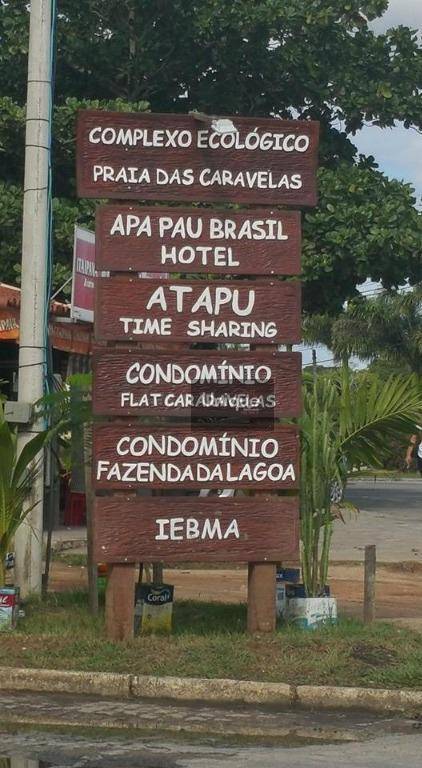 COMPLEXO ECOLÓGICO
PRAIA DAS CARAVELAS
APA PAU BRASIL
HOTEL
ATAPU
TIME SHARING
CONDOMÍNIO
FLAT CARAVELAS
CONDOMÍNIO
FAZENDA DA LAGOA
IEBMA
Coral